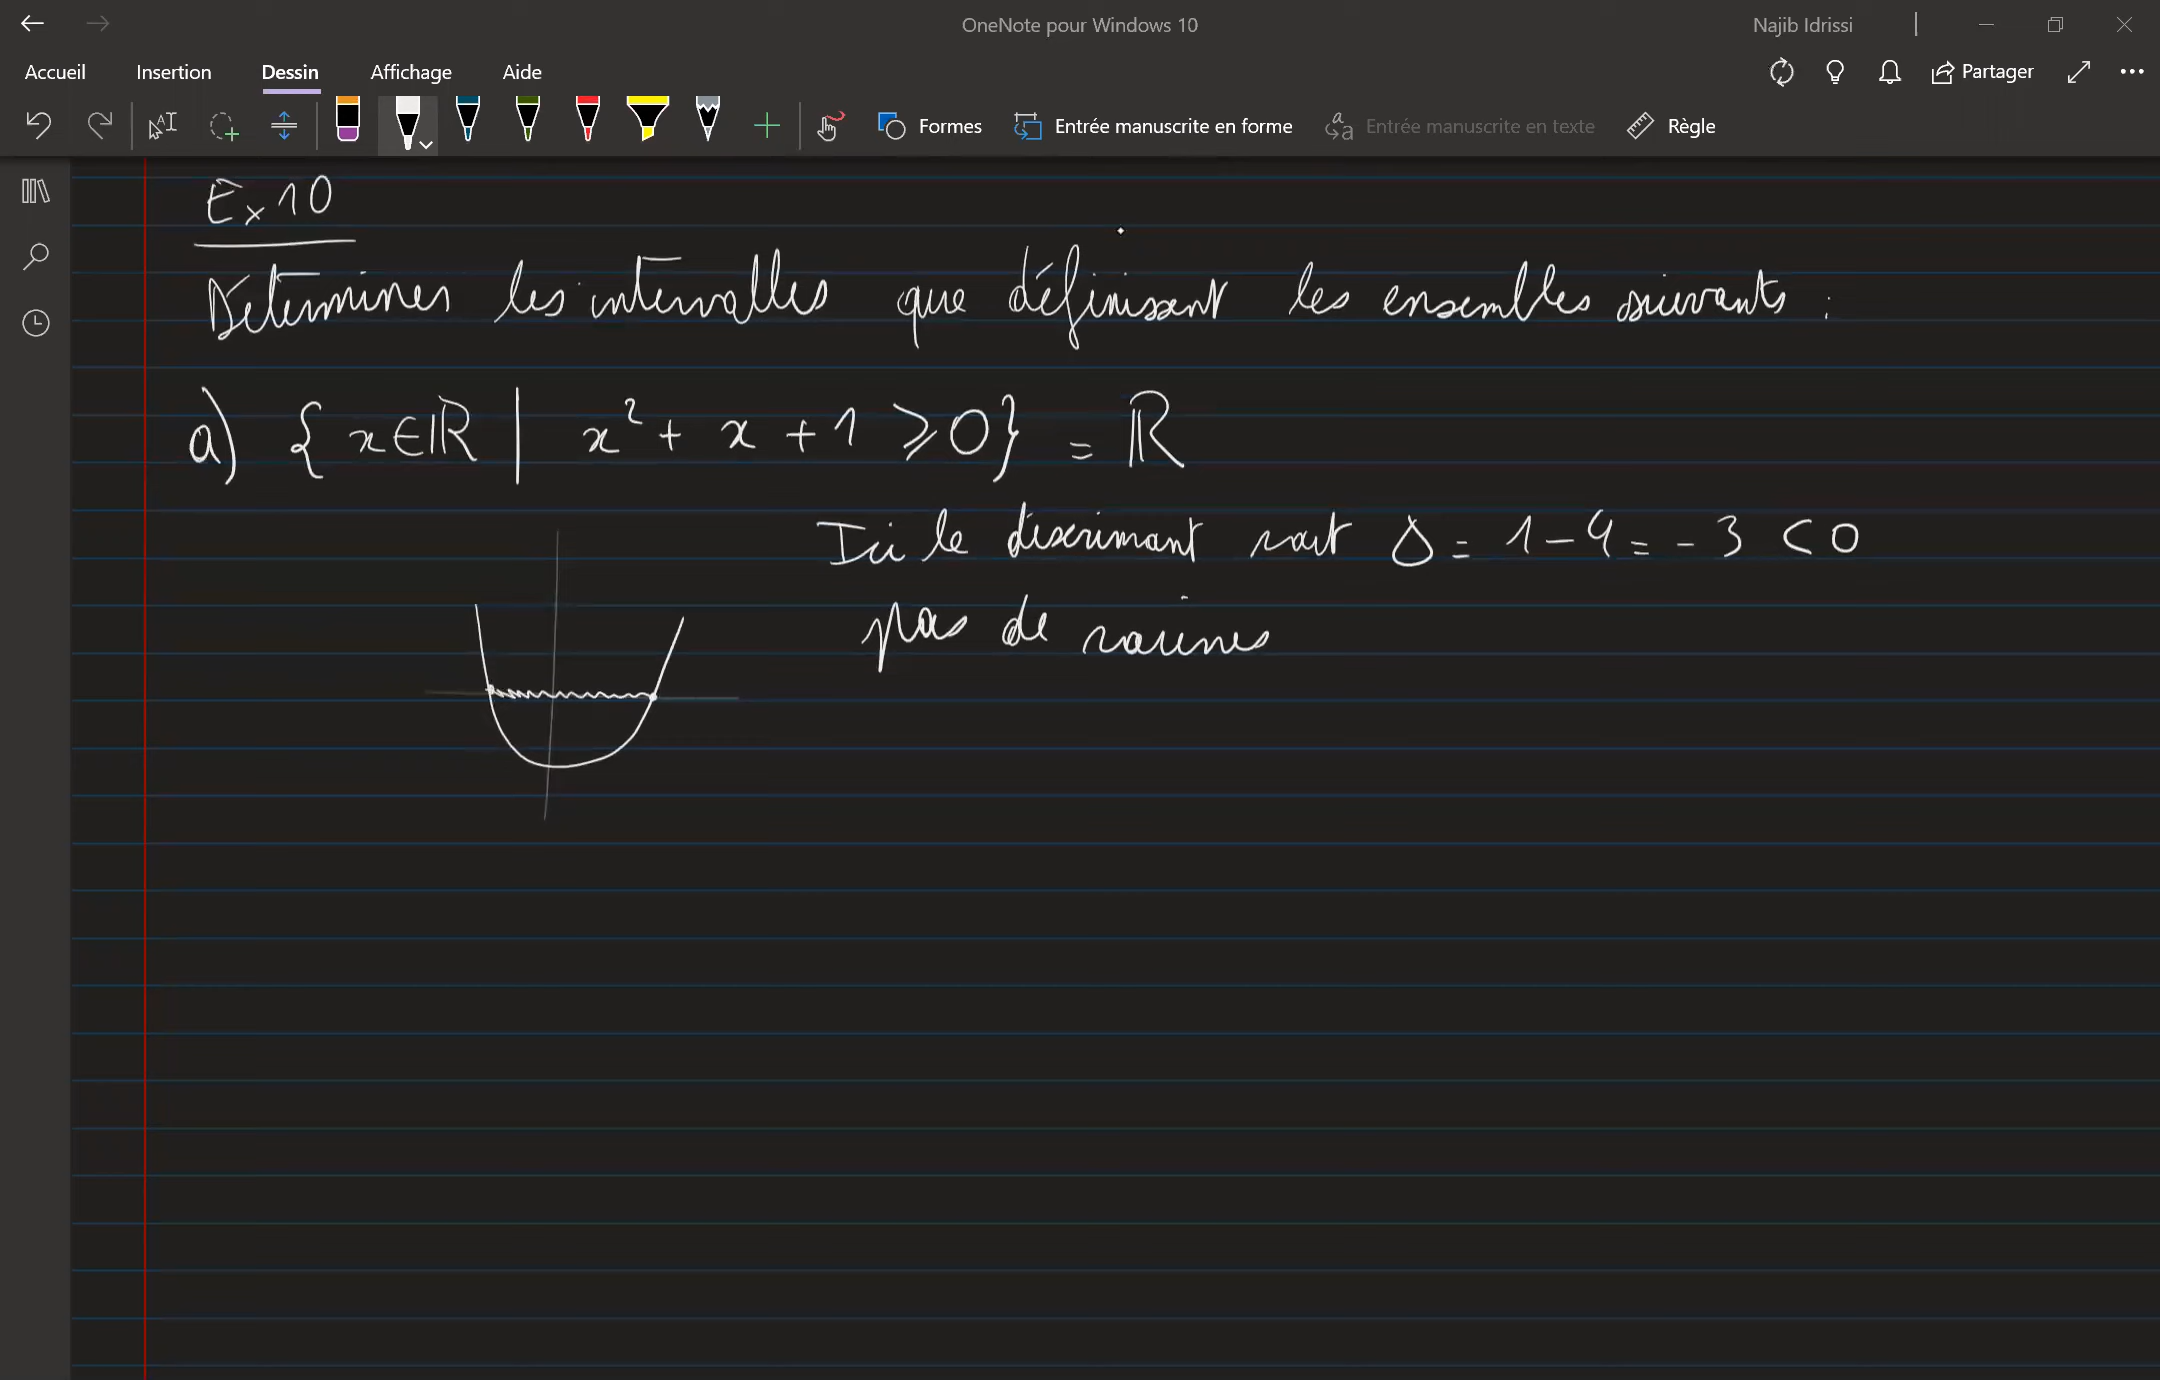 OneNote pour Windows 10
Najib Idrissi
Accueil Insertion Dessin Affichage Aide
Partager
Formes Entrée manuscrite en forme Entrée manuscrite en texte Règle
Ex 10
Déterminer les intervalles que définissent les ensembles suivants :
a) { x ∈ ℝ | x² + x + 1 ⩾ 0 } = ℝ
Ici le discrimant vaut Δ = 1 - 4 = - 3 < 0
pas de racines